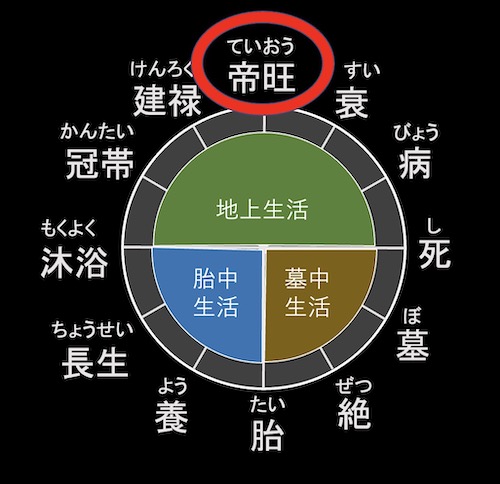 ていおう
帝旺
すい
衰
びょう
病
し
死
ぼ
墓
ぜつ
絶
たい
胎
よう
養
ちょうせい
長生
もくよく
沐浴
かんたい
冠帯
けんろく
建禄
地上生活
胎中
生活
墓中
生活